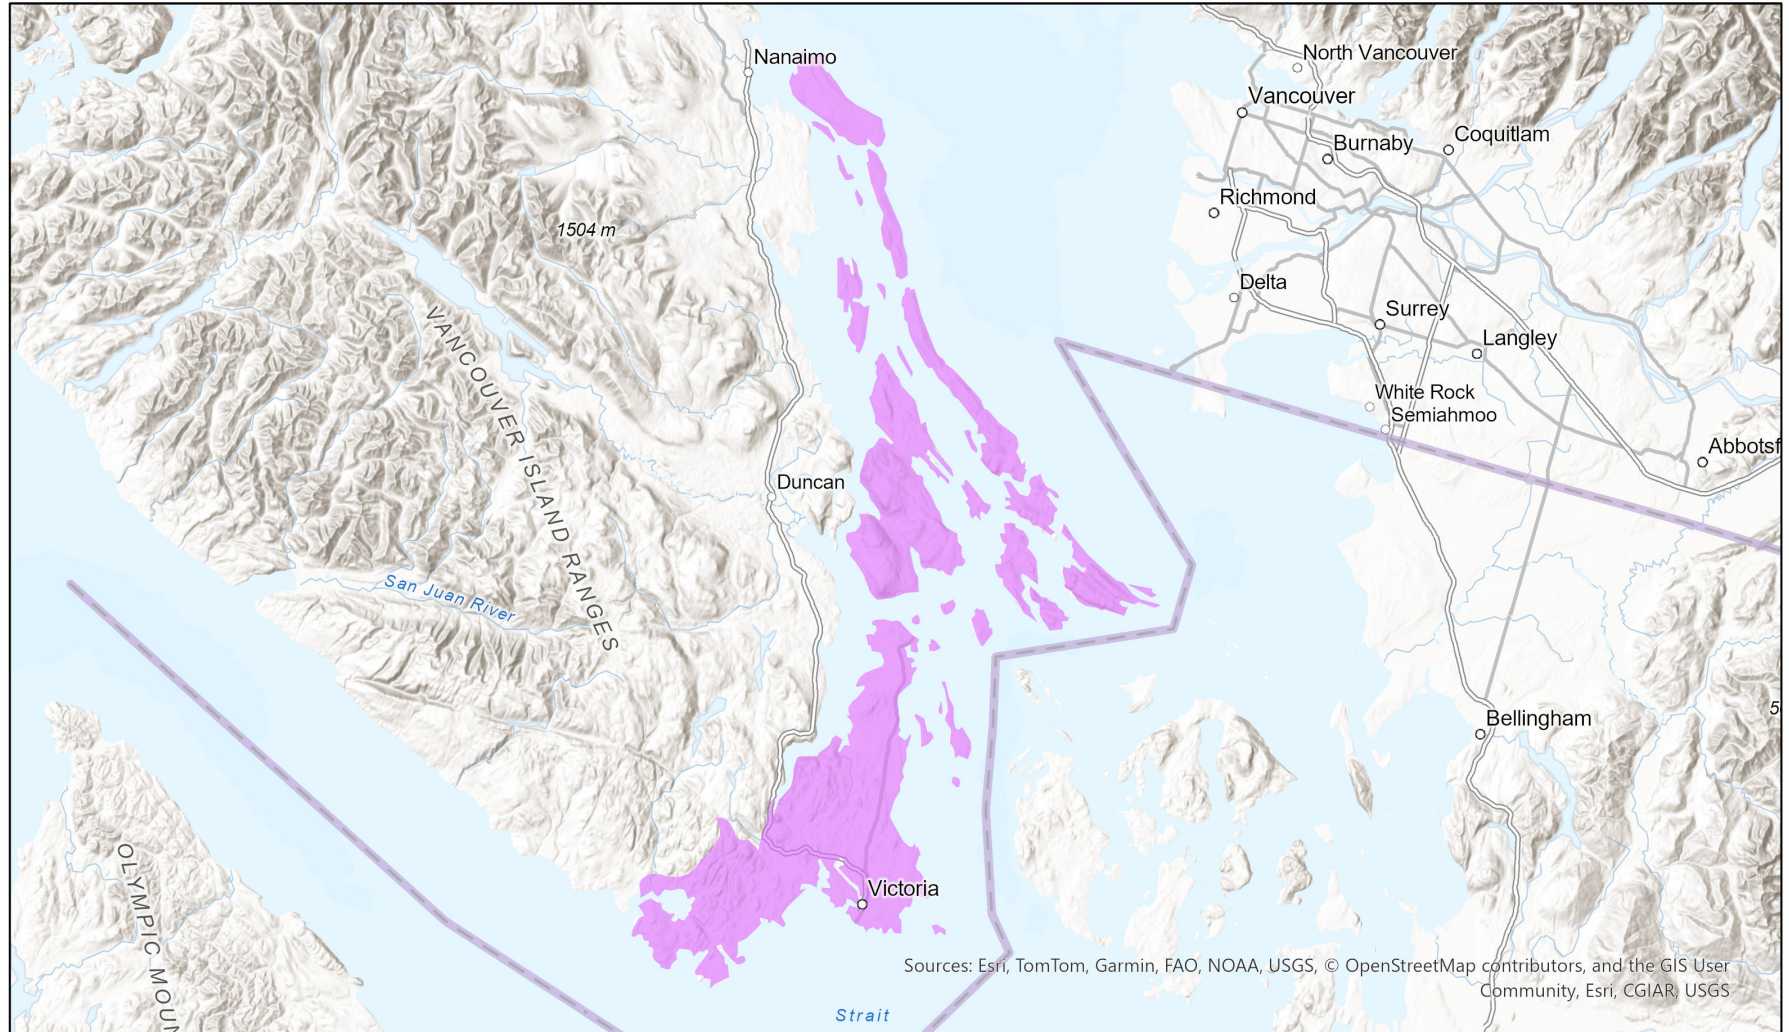 Nanaimo
North Vancouver
Vancouver
Coquitlam
Burnaby
Richmond
1504 m
Delta
Surrey
Langley
White Rock
Semiahmoo
Abbotsf
VANCOUVER ISLAND RANGES
Duncan
San Juan River
5
Bellingham
OLYMPIC MOUN
Victoria
Sources: Esri, TomTom, Garmin, FAO, NOAA, USGS, © OpenStreetMap contributors, and the GIS User
Community, Esri, CGIAR, USGS
Strait